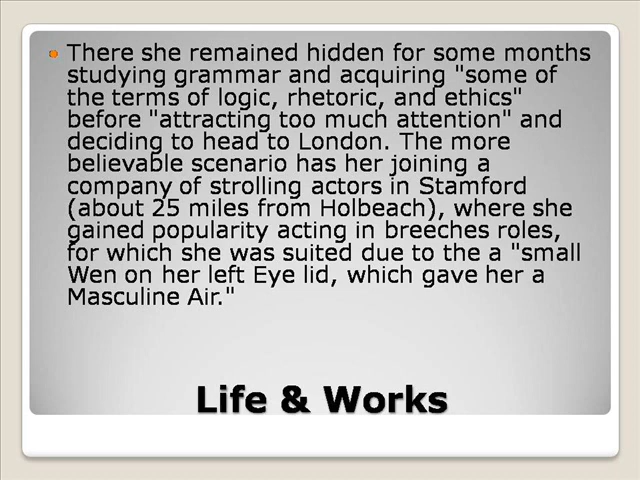 There she remained hidden for some months
studying grammar and acquiring "some of
the terms of logic, rhetoric, and ethics"
before "attracting too much attention" and
deciding to head to London. The more
believable scenario has her joining a
company of strolling actors in Stamford
(about 25 miles from Holbeach), where she
gained popularity acting in breeches roles,
for which she was suited due to the a "small
Wen on her left Eye lid, which gave her a
Masculine Air."
Life & Works